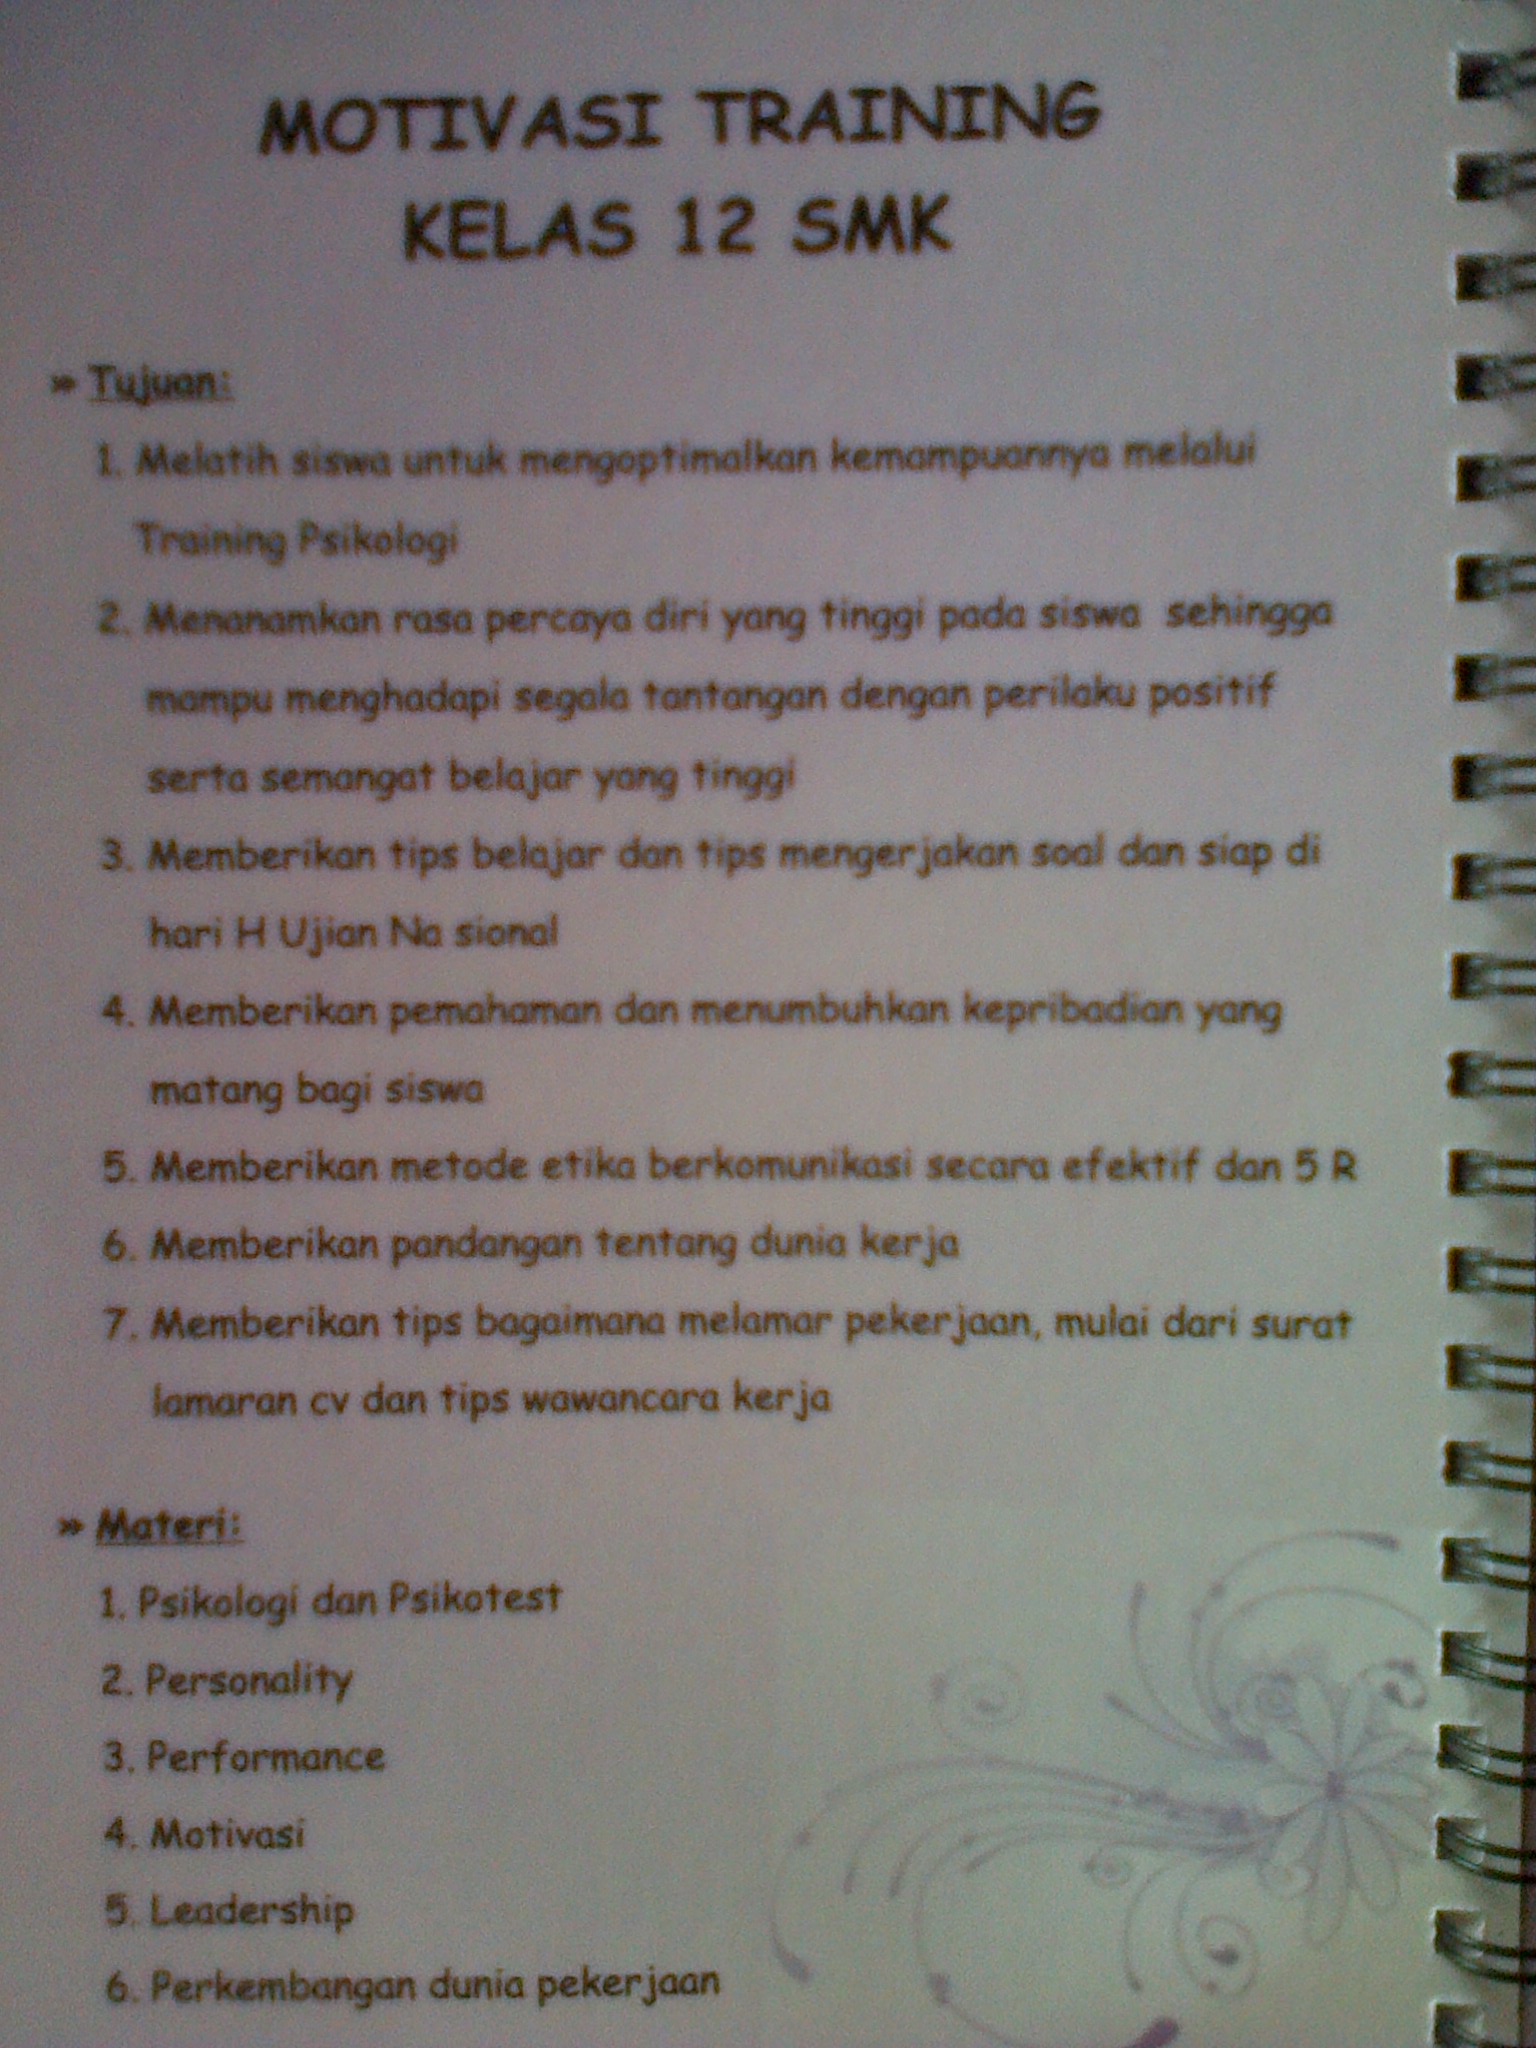 MOTIVASI TRAINING
KELAS 12 SMK
» Tujuan:
1. Melatih siswa untuk mengoptimalkan kemampuannya melalui
Training Psikologi
2. Menanamkan rasa percaya diri yang tinggi pada siswa sehingga
mampu menghadapi segala tantangan dengan perilaku positif
serta semangat belajar yang tinggi
3. Memberikan tips belajar dan tips mengerjakan soal dan siap di
hari H Ujian Na sional
4. Memberikan pemahaman dan menumbuhkan kepribadian yang
matang bagi siswa
5. Memberikan metode etika berkomunikasi secara efektif dan 5 R
6. Memberikan pandangan tentang dunia kerja
7. Memberikan tips bagaimana melamar pekerjaan, mulai dari surat
lamaran cv dan tips wawancara kerja
» Materi:
1. Psikologi dan Psikotest
2. Personality
3. Performance
4. Motivasi
5. Leadership
6. Perkembangan dunia pekerjaan